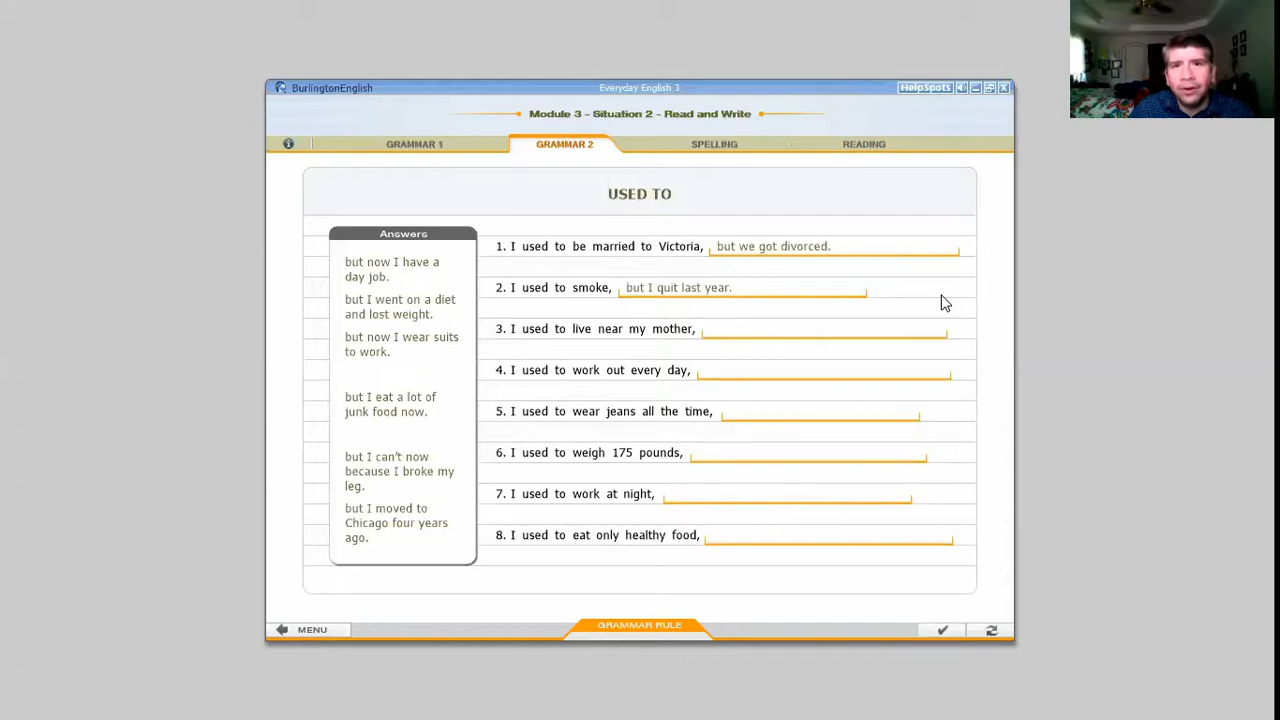 BurlingtonEnglish
Everyday English 3
HelpSpots
Module 3 - Situation 2 - Read and Write
GRAMMAR 1
GRAMMAR 2
SPELLING
READING
USED TO
Answers
but now I have a
day job.
but I went on a diet
and lost weight.
but now I wear suits
to work.
but I eat a lot of
junk food now.
but I can't now
because I broke my
leg.
but I moved to
Chicago four years
ago.
1. I used to be married to Victoria, but we got divorced.
2. I used to smoke, but I quit last year.
3. I used to live near my mother,
4. I used to work out every day,
5. I used to wear jeans all the time,
6. I used to weigh 175 pounds,
7. I used to work at night,
8. I used to eat only healthy food,
MENU
GRAMMAR RULE